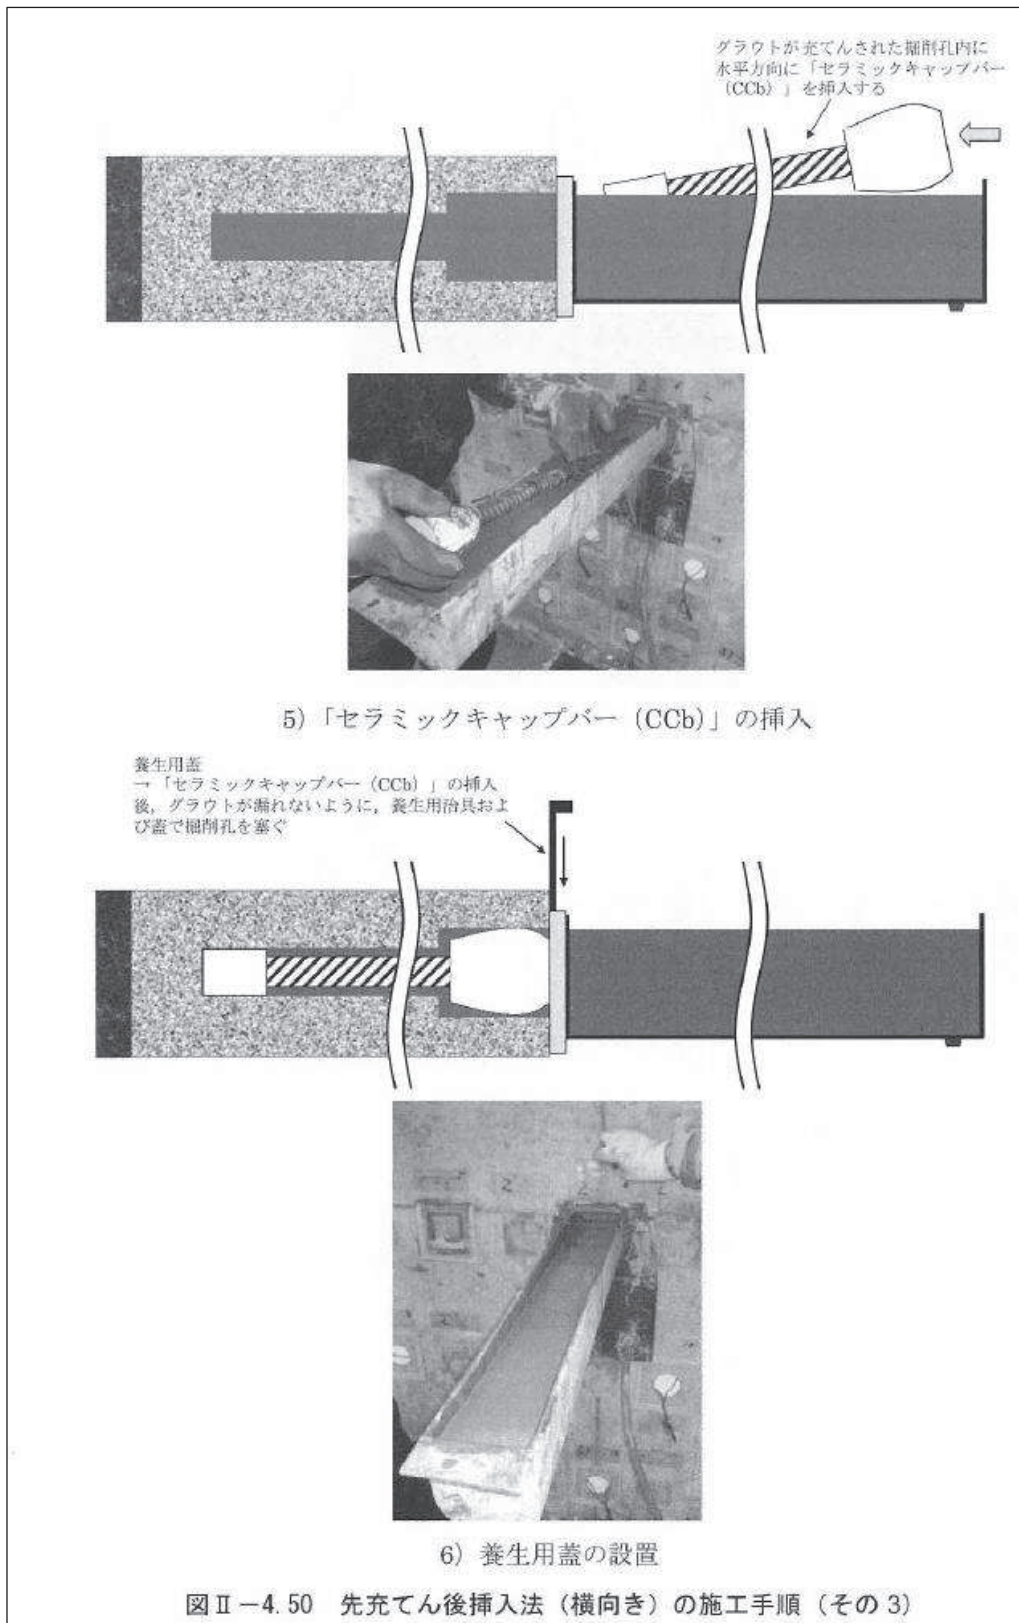 グラウトが充てんされた掘削孔内に
水平方向に「セラミックキャップバー
（CCb）」を挿入する
5)「セラミックキャップバー（CCb）」の挿入
養生用蓋
→「セラミックキャップバー（CCb）」の挿入
後，グラウトが漏れないように，養生用治具およ
び蓋で掘削孔を塞ぐ
6) 養生用蓋の設置
図Ⅱ－4.50　先充てん後挿入法（横向き）の施工手順（その3）